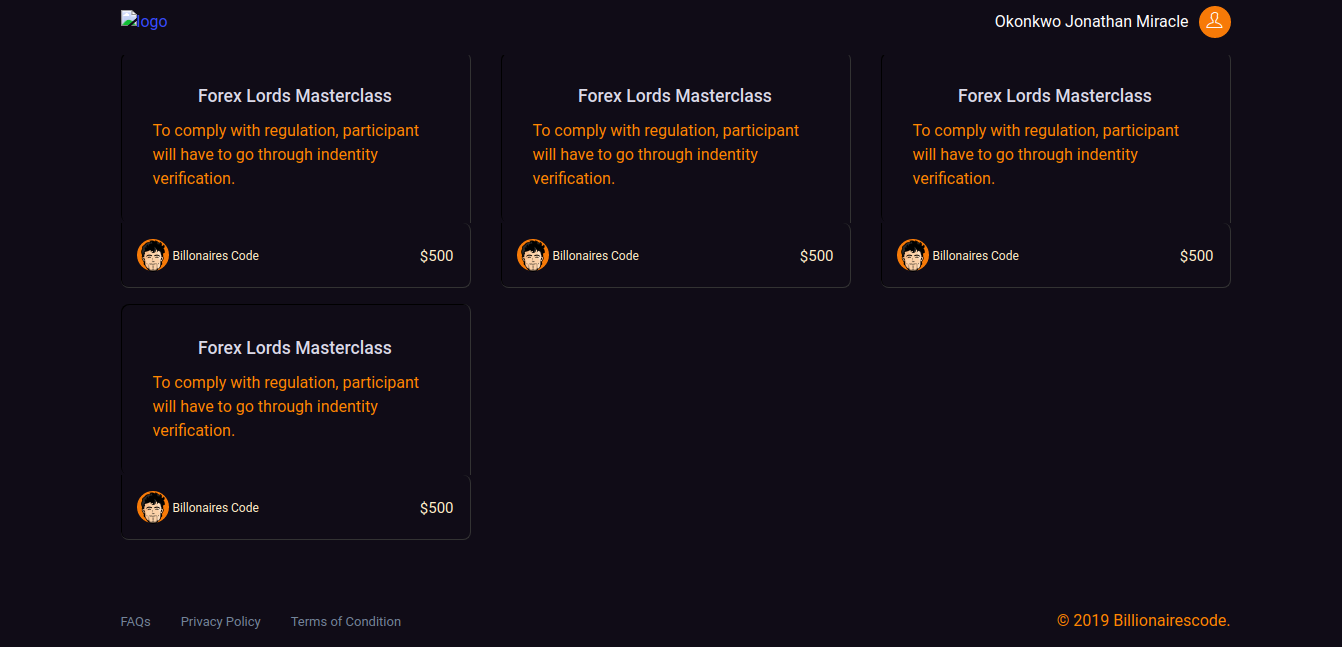 logo
Okonkwo Jonathan Miracle
Forex Lords Masterclass
To comply with regulation, participant
will have to go through indentity
verification.
Billonaires Code
$500
Forex Lords Masterclass
To comply with regulation, participant
will have to go through indentity
verification.
Billonaires Code
$500
Forex Lords Masterclass
To comply with regulation, participant
will have to go through indentity
verification.
Billonaires Code
$500
Forex Lords Masterclass
To comply with regulation, participant
will have to go through indentity
verification.
Billonaires Code
$500
FAQs
Privacy Policy
Terms of Condition
© 2019 Billionairescode.